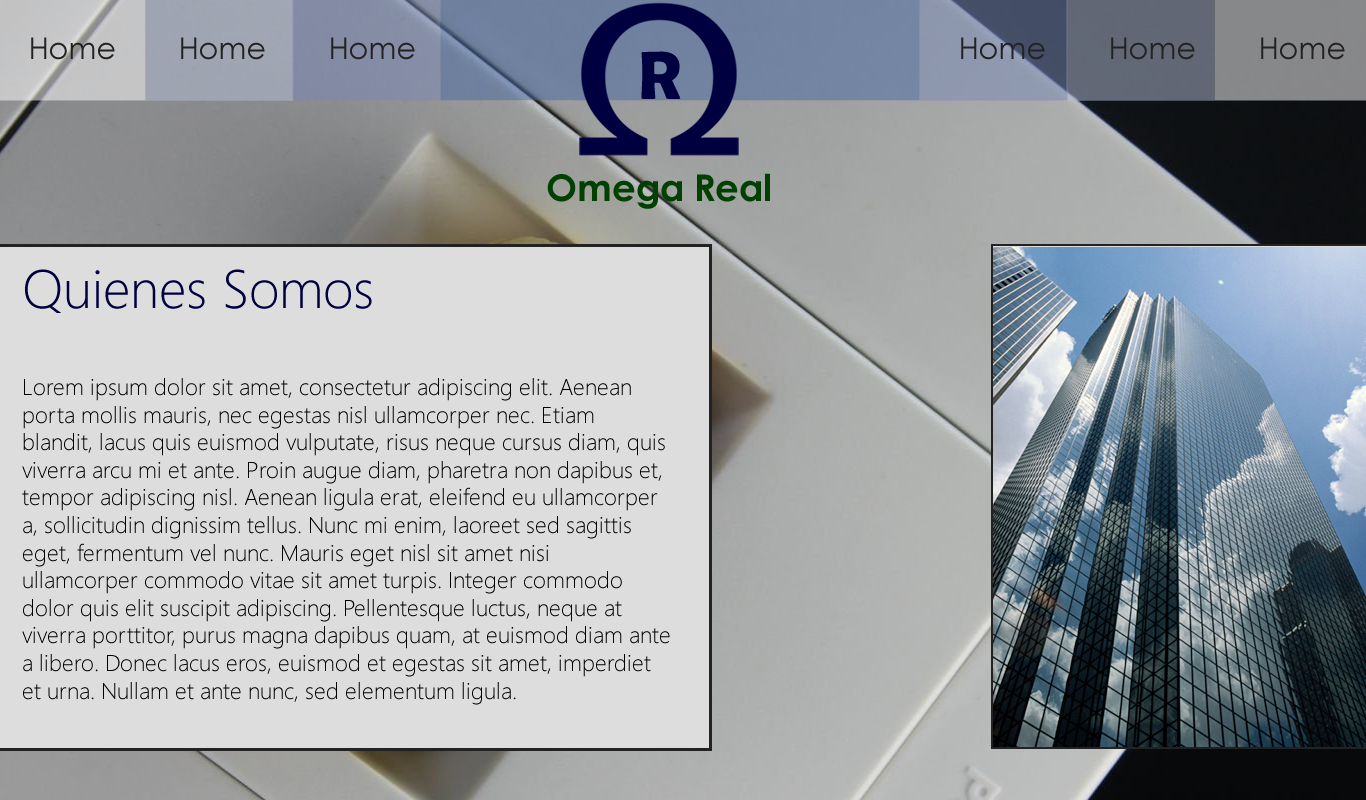 Home Home Home Home Home Home
R
Omega Real
Quienes Somos
Lorem ipsum dolor sit amet, consectetur adipiscing elit. Aenean
porta mollis mauris, nec egestas nisl ullamcorper nec. Etiam
blandit, lacus quis euismod vulputate, risus neque cursus diam, quis
viverra arcu mi et ante. Proin augue diam, pharetra non dapibus et,
tempor adipiscing nisl. Aenean ligula erat, eleifend eu ullamcorper
a, sollicitudin dignissim tellus. Nunc mi enim, laoreet sed sagittis
eget, fermentum vel nunc. Mauris eget nisl sit amet nisi
ullamcorper commodo vitae sit amet turpis. Integer commodo
dolor quis elit suscipit adipiscing. Pellentesque luctus, neque at
viverra porttitor, purus magna dapibus quam, at euismod diam ante
a libero. Donec lacus eros, euismod et egestas sit amet, imperdiet
et urna. Nullam et ante nunc, sed elementum ligula.